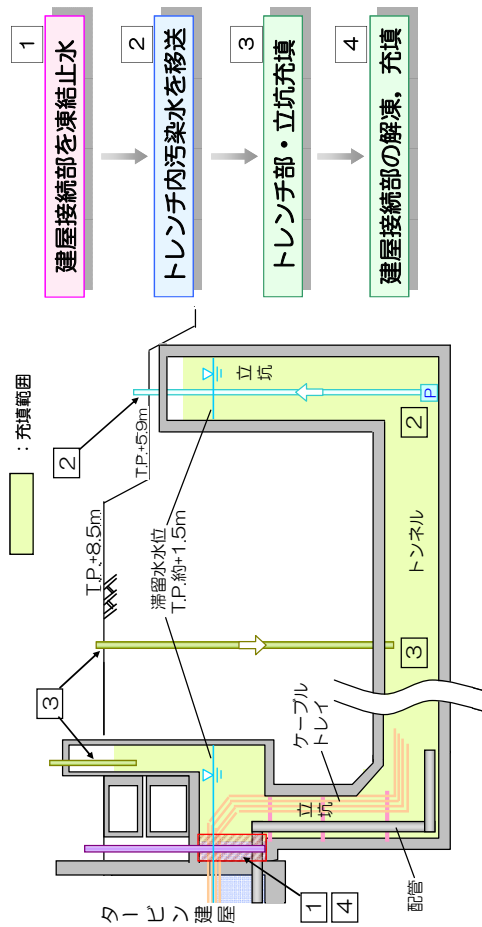 1
建屋接続部を凍結止水
2
トレンチ内汚染水を移送
3
トレンチ部・立坑充填
4
建屋接続部の解凍，充填
：充填範囲
T.P.+8.5m
T.P.+5.9m
2
3
滞留水水位
T.P.約+1.5m
立坑
P
2
3
トンネル
ケーブル
トレイ
立坑
タービン建屋
1
4
配管